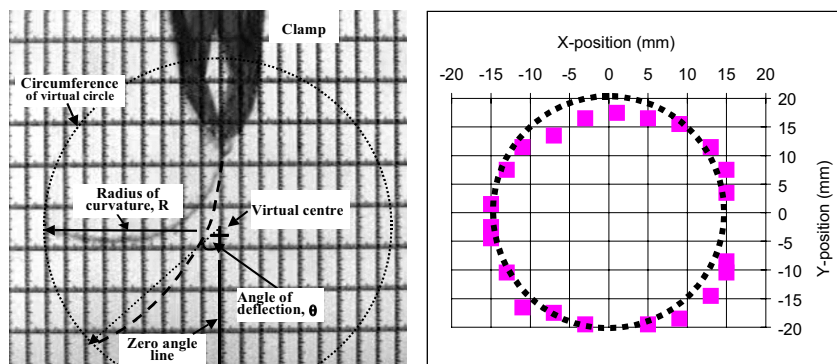 Clamp
Circumference
of virtual circle
Radius of
curvature, R
Virtual centre
Angle of
deflection, θ
Zero angle
line
X-position (mm)
-20 -15 -10 -5 0 5 10 15 20
20
15
10
5
0
-5
-10
-15
-20
Y-position (mm)